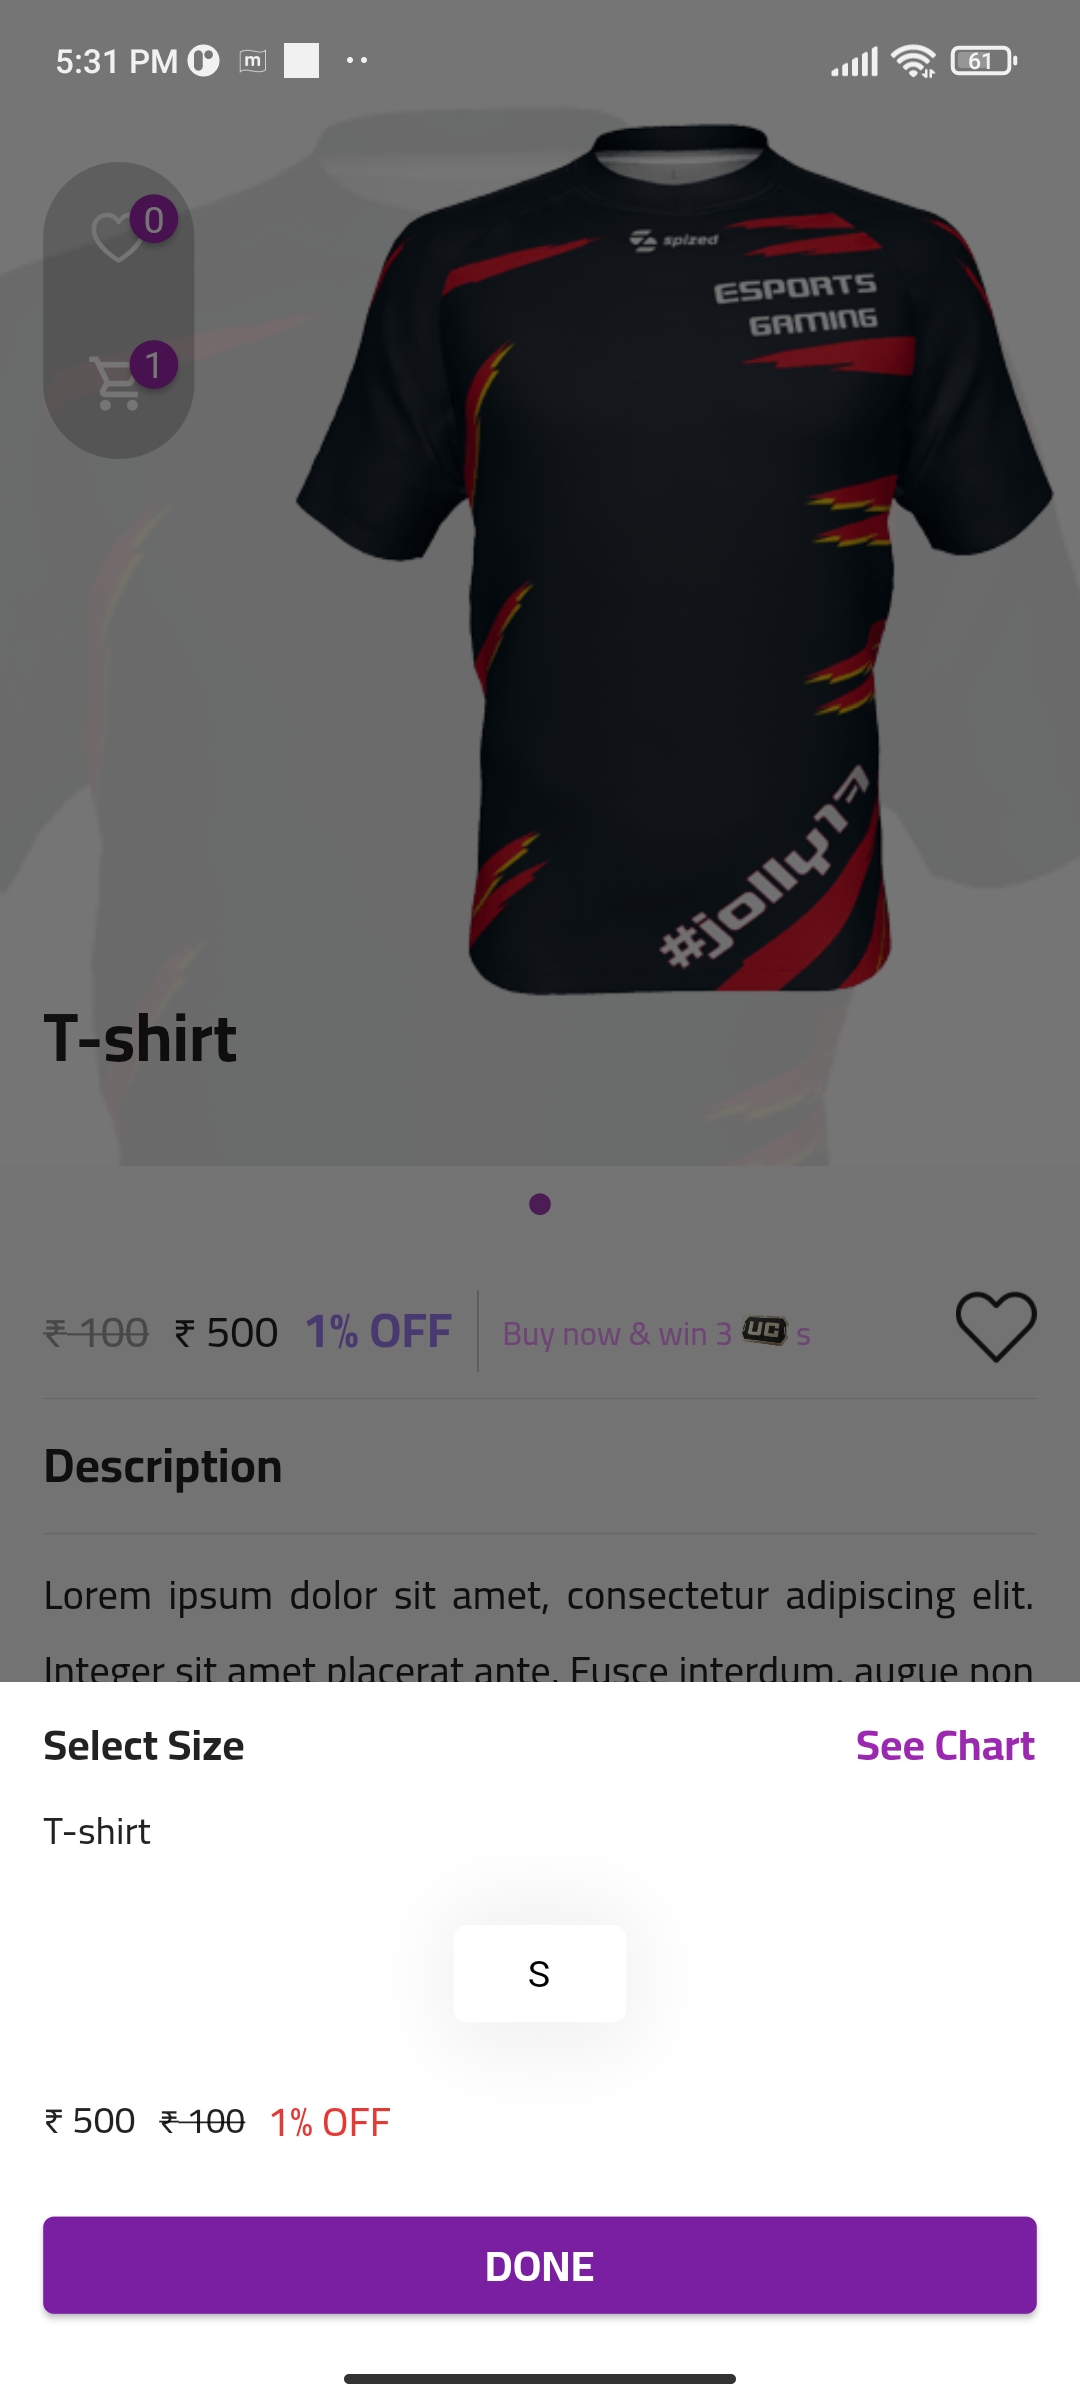 5:31 PM
m
61
0
1
spized
ESPORTS
GAMING
#jolly17
T-shirt
₹ 100 ₹ 500 1% OFF Buy now & win 3 UC s
Description
Lorem ipsum dolor sit amet, consectetur adipiscing elit.
Integer sit amet placerat ante. Fusce interdum, augue non
Select Size See Chart
T-shirt
S
₹ 500 ₹ 100 1% OFF
DONE